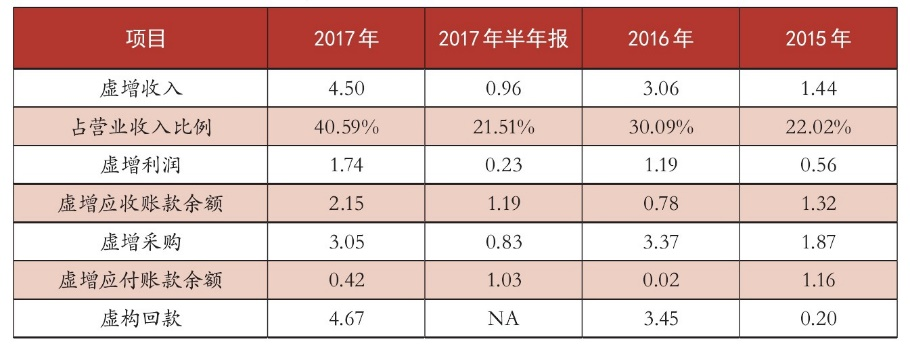 项目 2017年 2017年半年报 2016年 2015年
虚增收入 4.50 0.96 3.06 1.44
占营业收入比例 40.59% 21.51% 30.09% 22.02%
虚增利润 1.74 0.23 1.19 0.56
虚增应收账款余额 2.15 1.19 0.78 1.32
虚增采购 3.05 0.83 3.37 1.87
虚增应付账款余额 0.42 1.03 0.02 1.16
虚构回款 4.67 NA 3.45 0.20